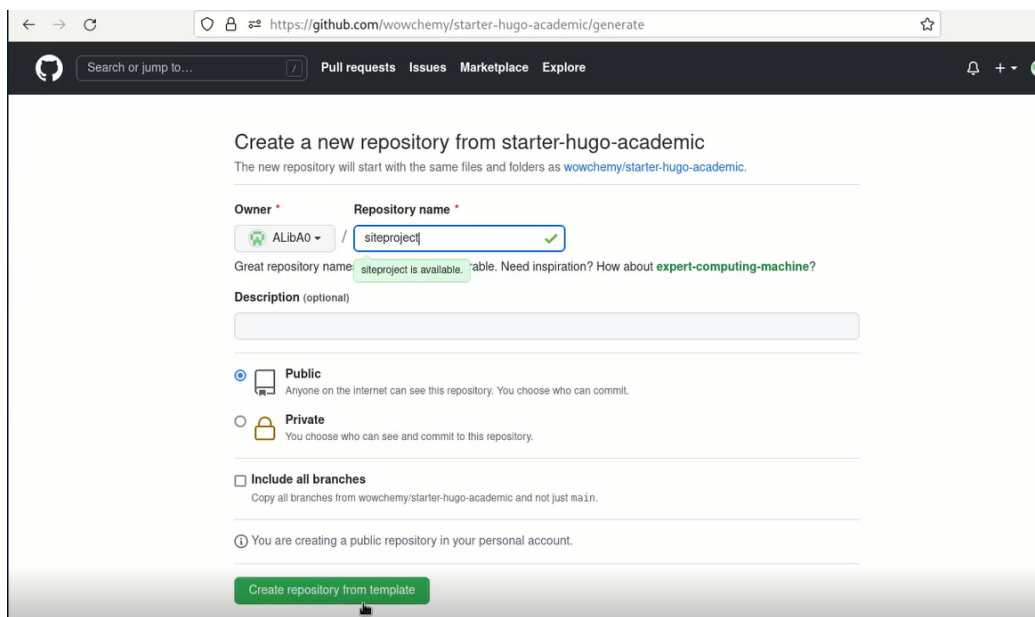 https://github.com/wowchemy/starter-hugo-academic/generate
Search or jump to... / Pull requests Issues Marketplace Explore
Create a new repository from starter-hugo-academic
The new repository will start with the same files and folders as wowchemy/starter-hugo-academic.
Owner * Repository name *
ALibA0 / siteproject
Great repository name rable. Need inspiration? How about expert-computing-machine?
siteproject is available.
Description (optional)
Public
Anyone on the internet can see this repository. You choose who can commit.
Private
You choose who can see and commit to this repository.
Include all branches
Copy all branches from wowchemy/starter-hugo-academic and not just main.
You are creating a public repository in your personal account.
Create repository from template